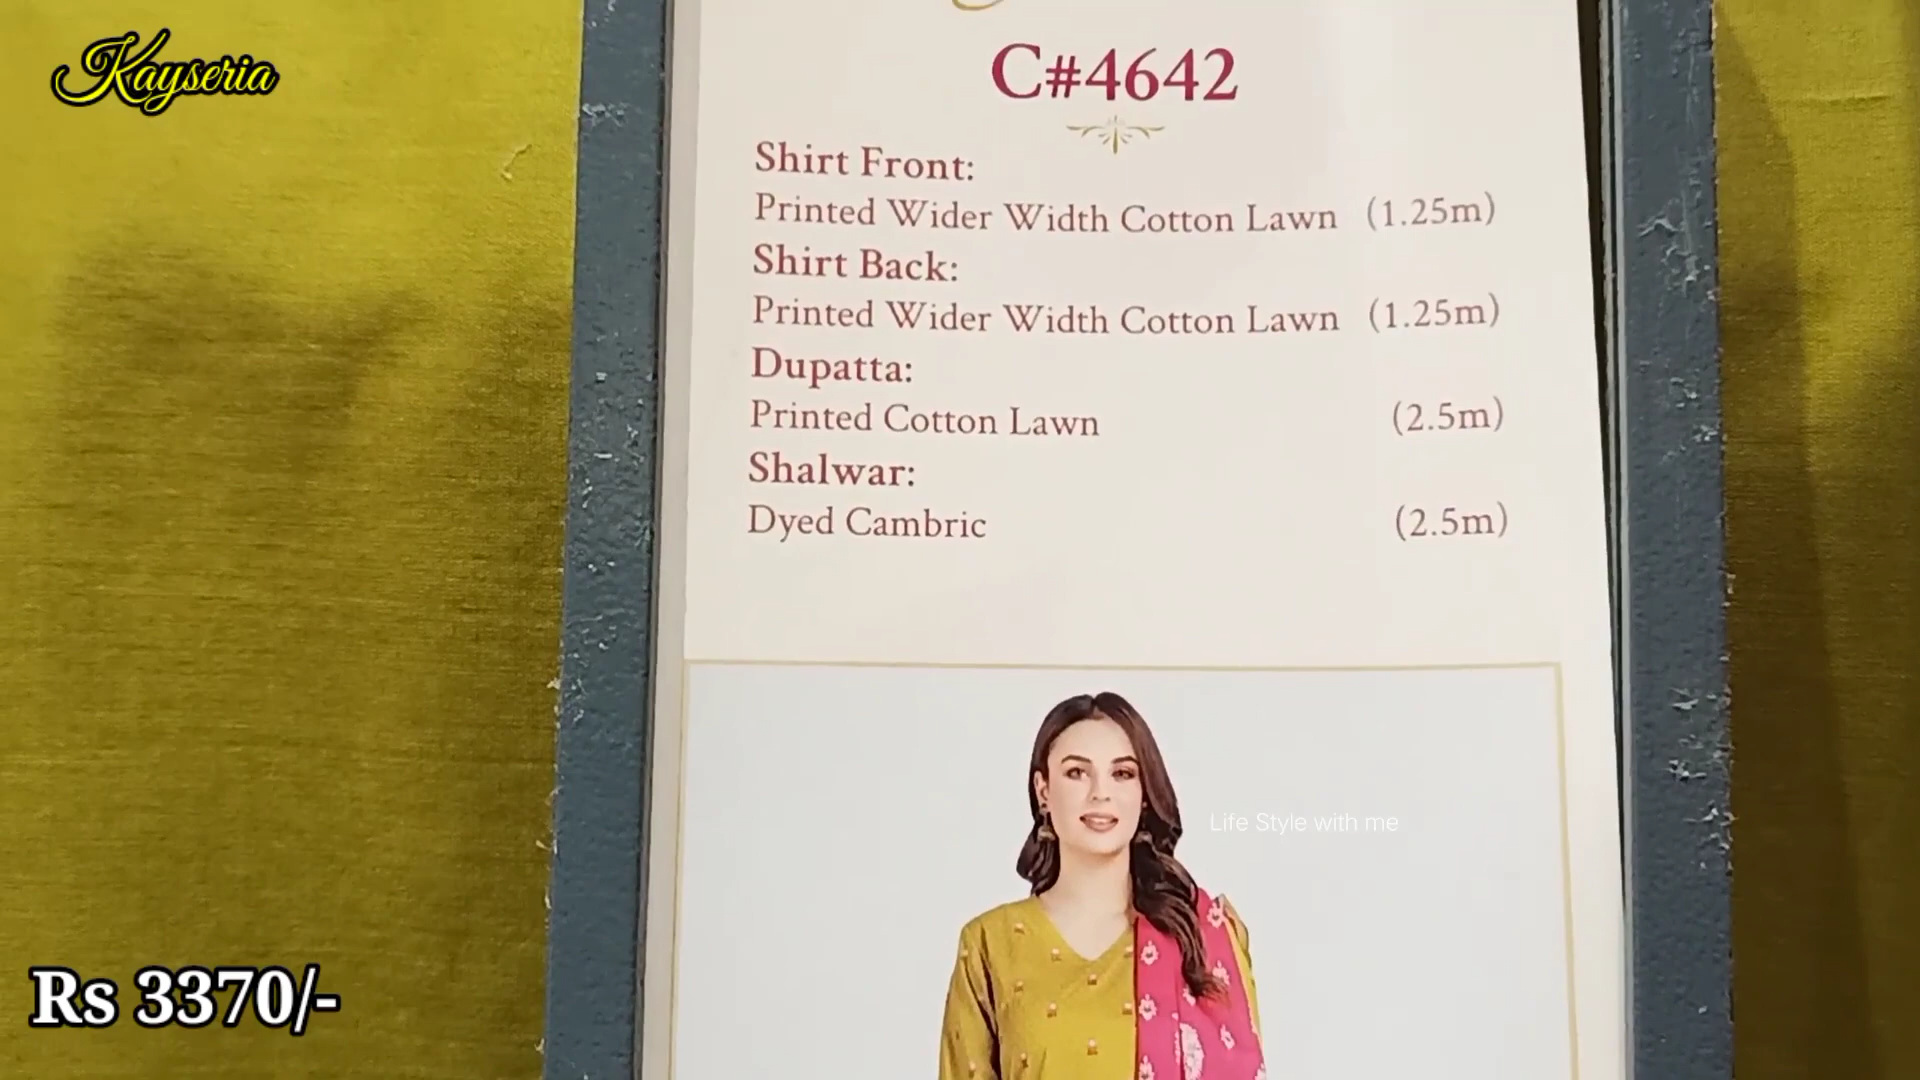 Kayseria
C#4642
Shirt Front:
Printed Wider Width Cotton Lawn (1.25m)
Shirt Back:
Printed Wider Width Cotton Lawn (1.25m)
Dupatta:
Printed Cotton Lawn (2.5m)
Shalwar:
Dyed Cambric (2.5m)
Life Style with me
Rs 3370/-